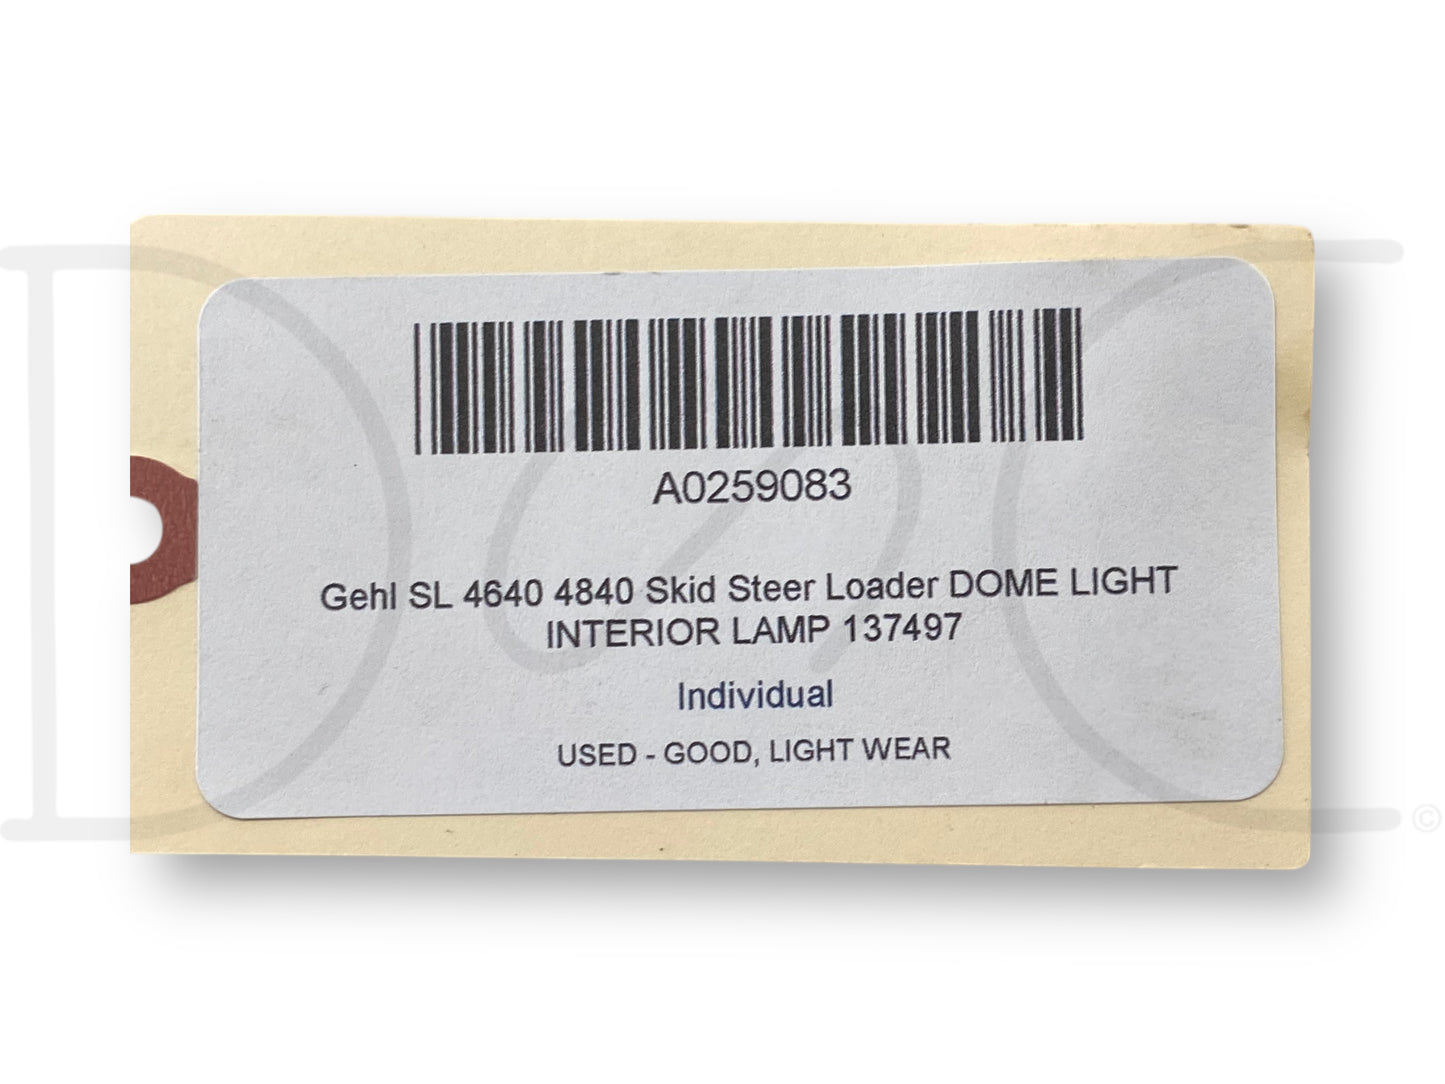 A0259083
Gehl SL 4640 4840 Skid Steer Loader DOME LIGHT
INTERIOR LAMP 137497
Individual
USED - GOOD, LIGHT WEAR
©